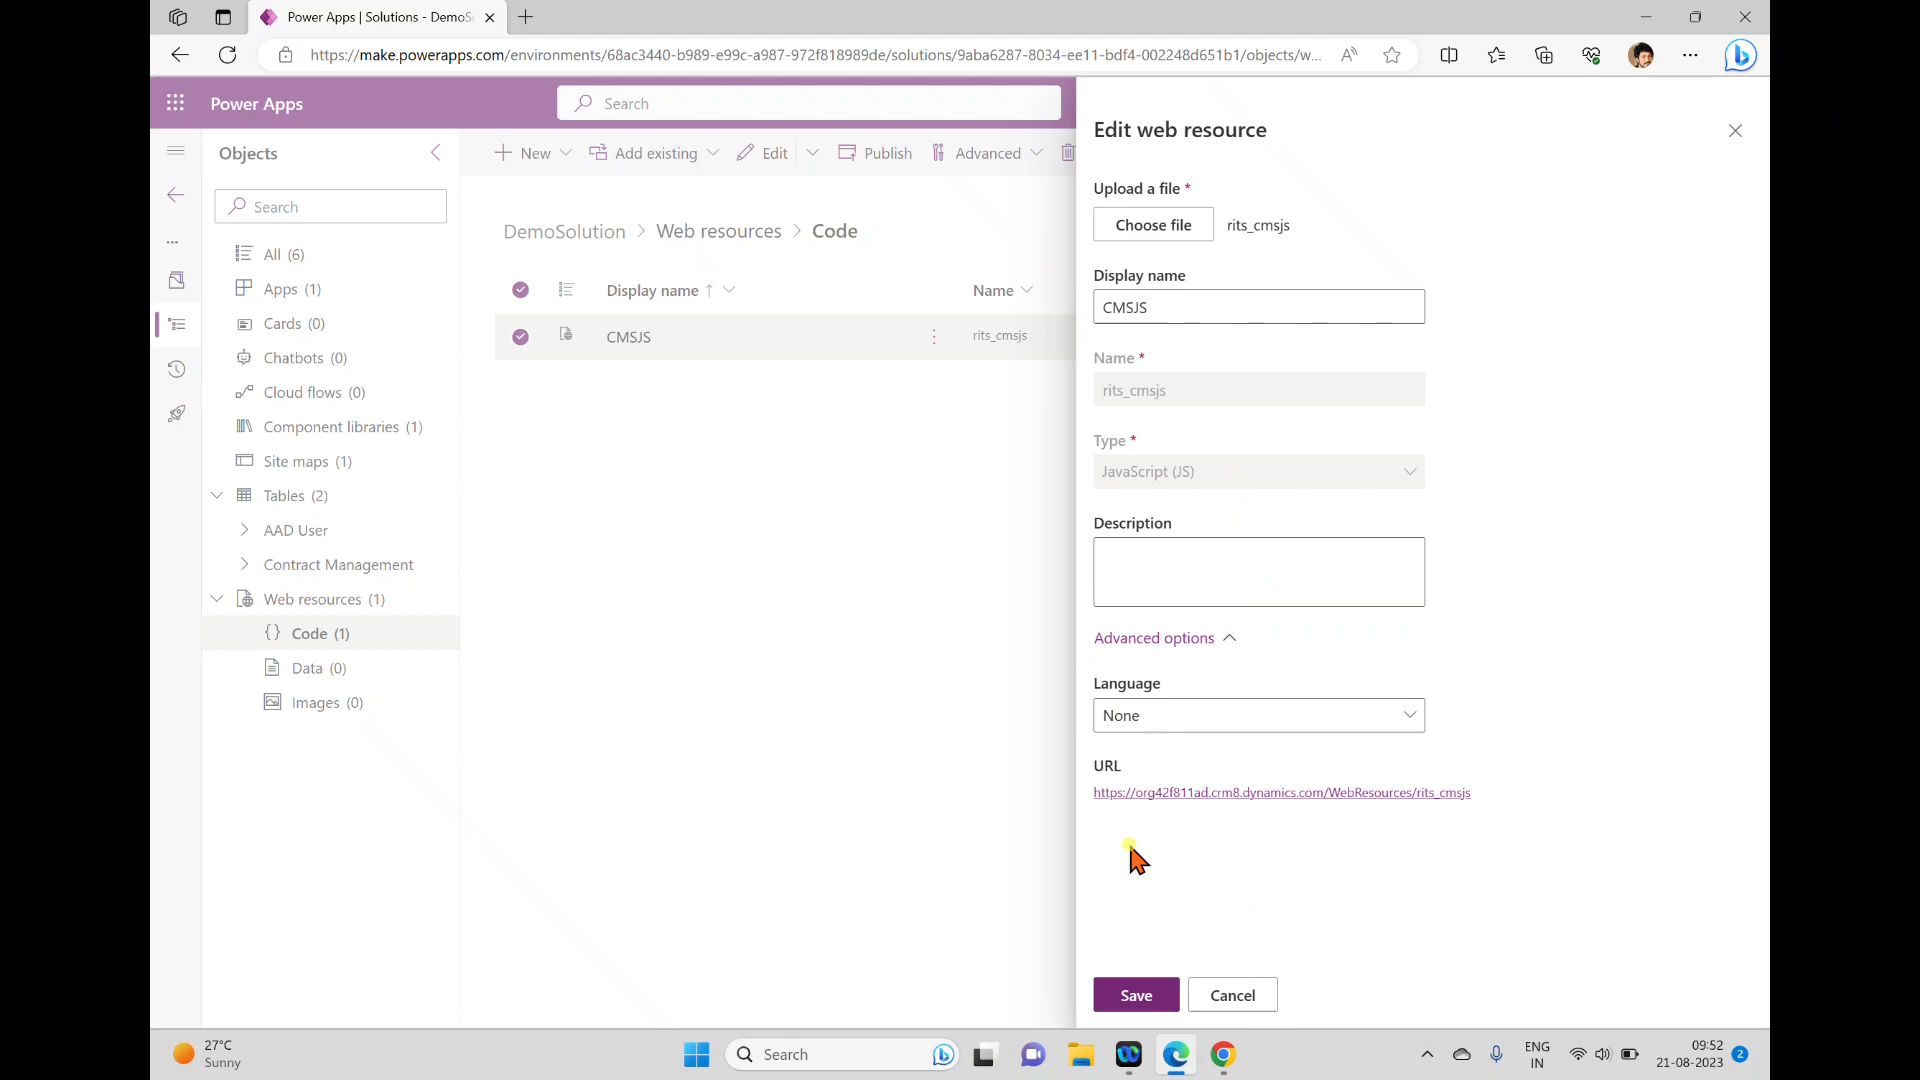 Power Apps | Solutions - DemoSo
https://make.powerapps.com/environments/68ac3440-b989-e99c-a987-972f818989de/solutions/9aba6287-8034-ee11-bdf4-002248d651b1/objects/w...
Power Apps
Search
Objects
Search
All (6)
Apps (1)
Cards (0)
Chatbots (0)
Cloud flows (0)
Component libraries (1)
Site maps (1)
Tables (2)
AAD User
Contract Management
Web resources (1)
Code (1)
Data (0)
Images (0)
New
Add existing
Edit
Publish
Advanced
DemoSolution > Web resources > Code
Display name ↑
Name
CMSJS
rits_cmsjs
Edit web resource
Upload a file *
Choose file
rits_cmsjs
Display name
CMSJS
Name *
rits_cmsjs
Type *
JavaScript (JS)
Description
Advanced options
Language
None
URL
https://org42f811ad.crm8.dynamics.com/WebResources/rits_cmsjs
Save
Cancel
27°C
Sunny
Search
ENG
IN
09:52
21-08-2023
2